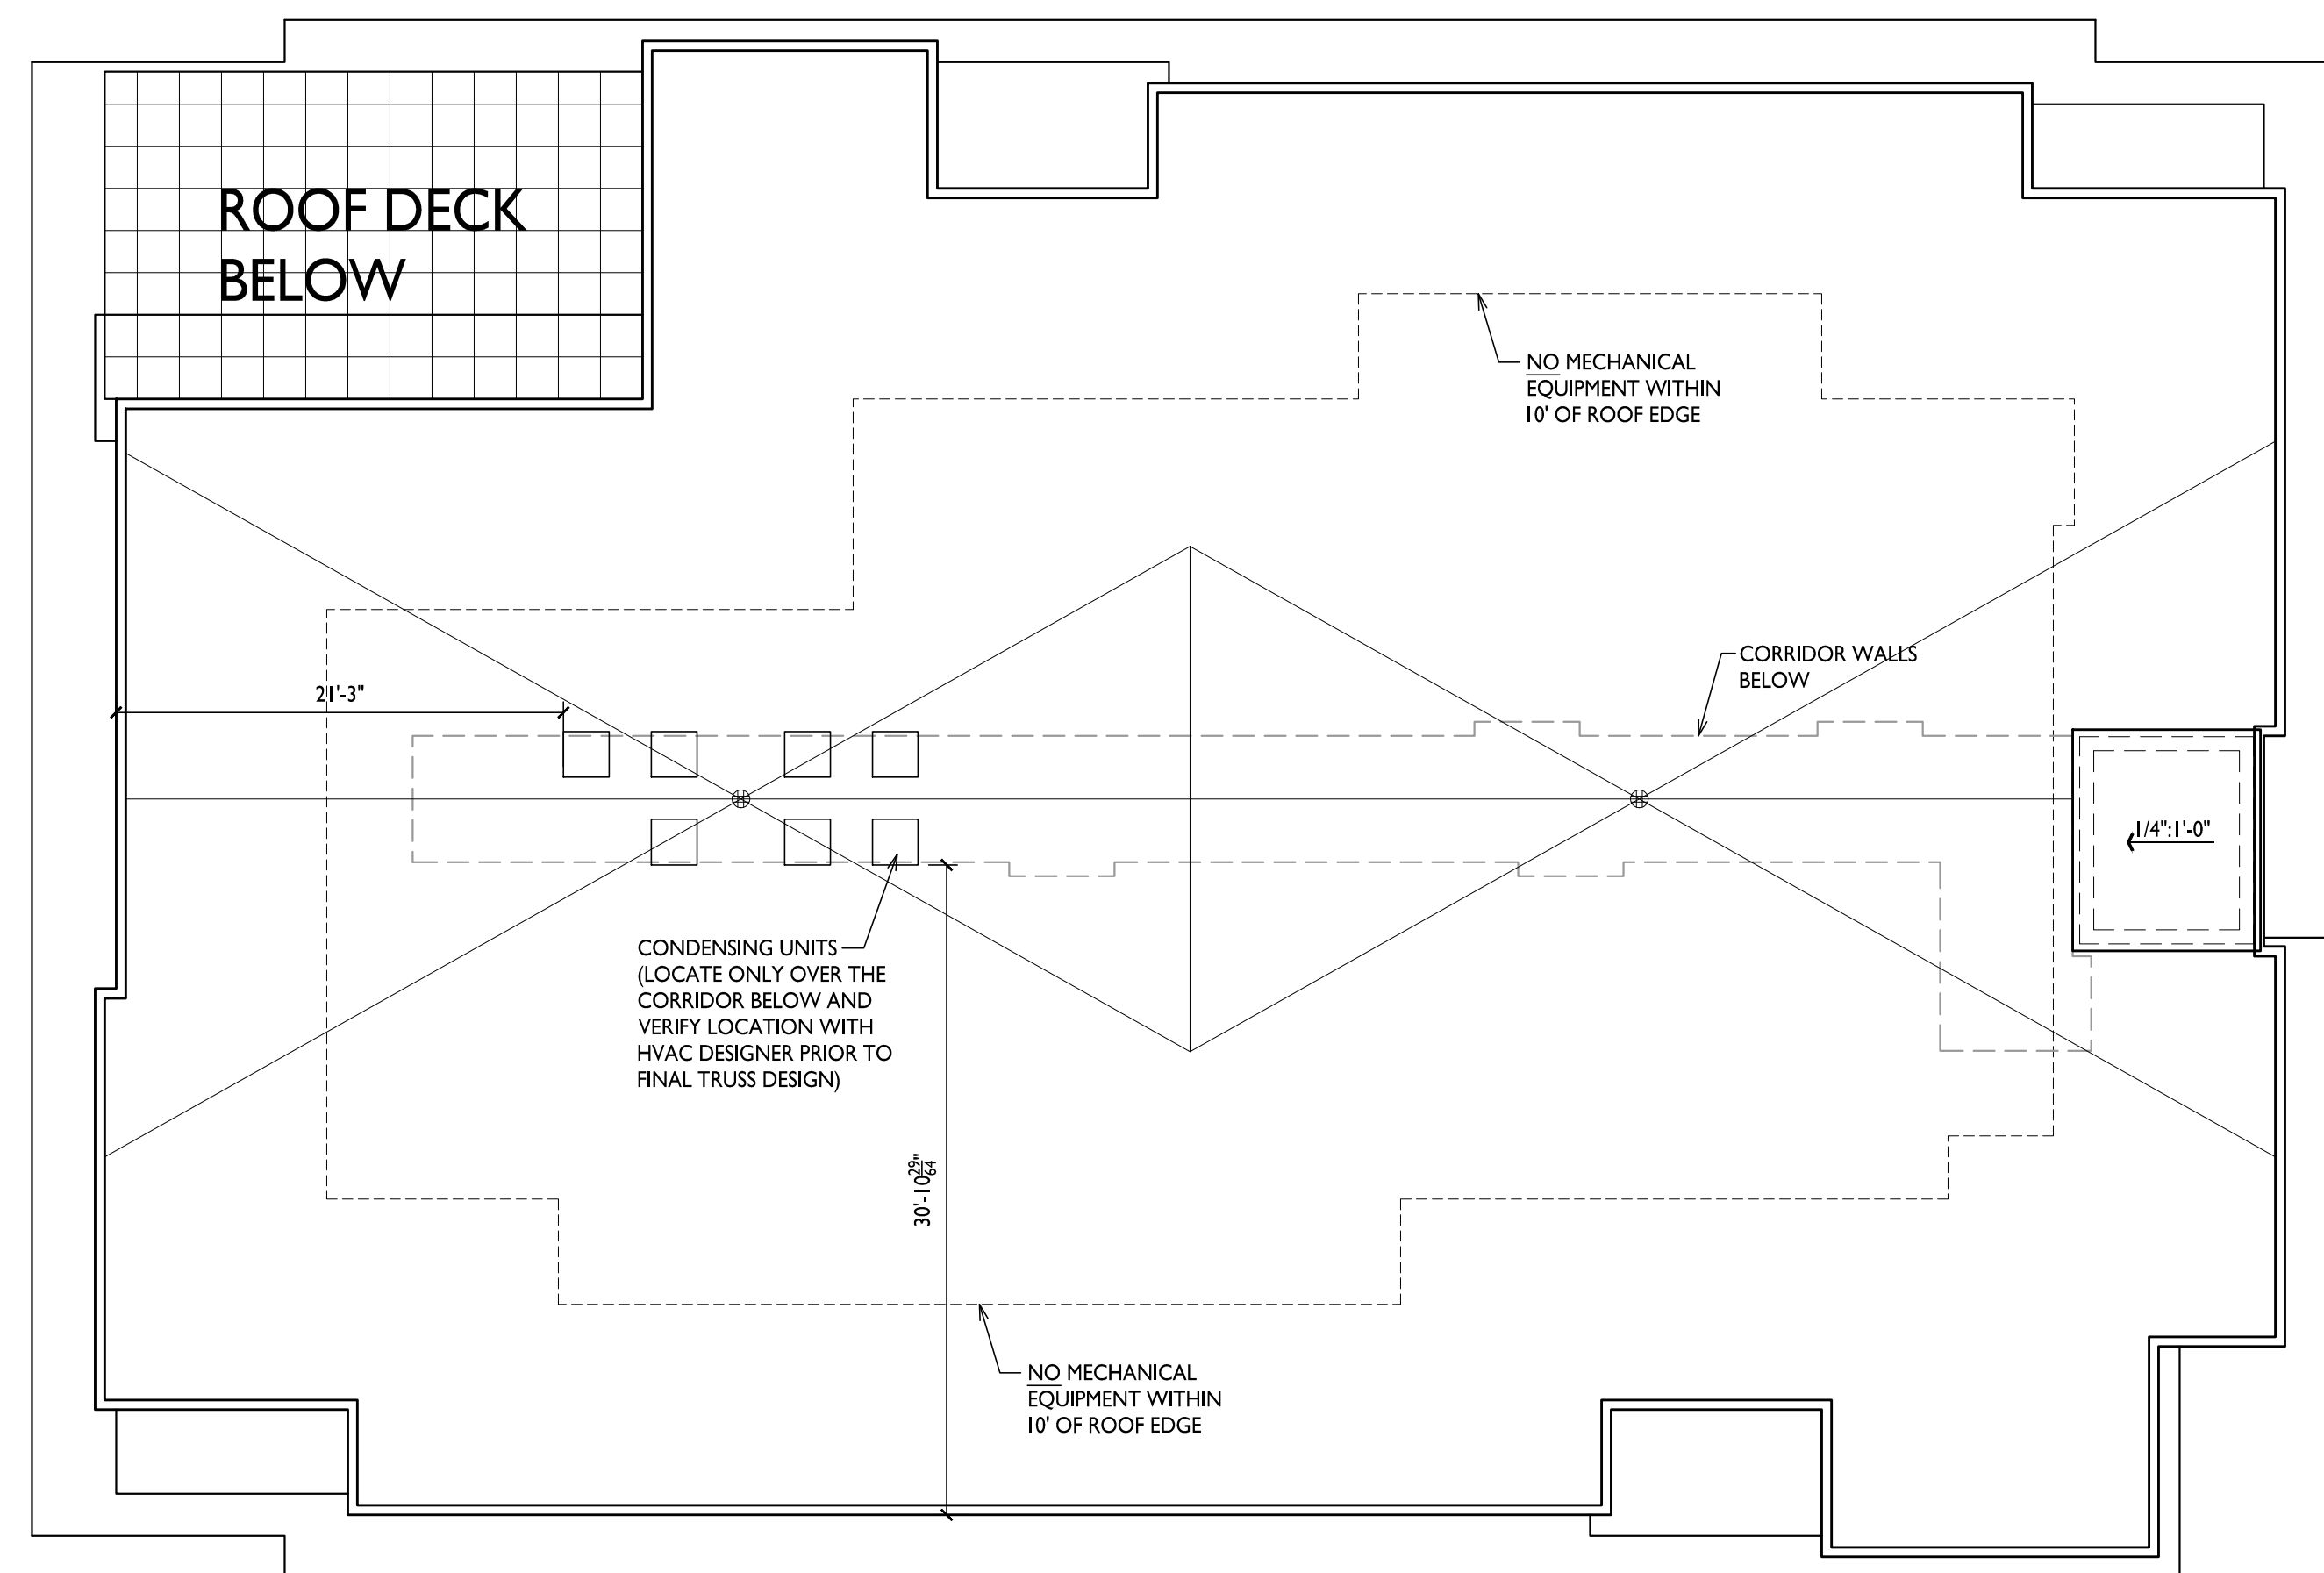 ROOF DECK
BELOW
NO MECHANICAL
EQUIPMENT WITHIN
10' OF ROOF EDGE
CORRIDOR WALLS
BELOW
21'-3"
1/4":1'-0"
CONDENSING UNITS
(LOCATE ONLY OVER THE
CORRIDOR BELOW AND
VERIFY LOCATION WITH
HVAC DESIGNER PRIOR TO
FINAL TRUSS DESIGN)
30'-10 29/64"
NO MECHANICAL
EQUIPMENT WITHIN
10' OF ROOF EDGE